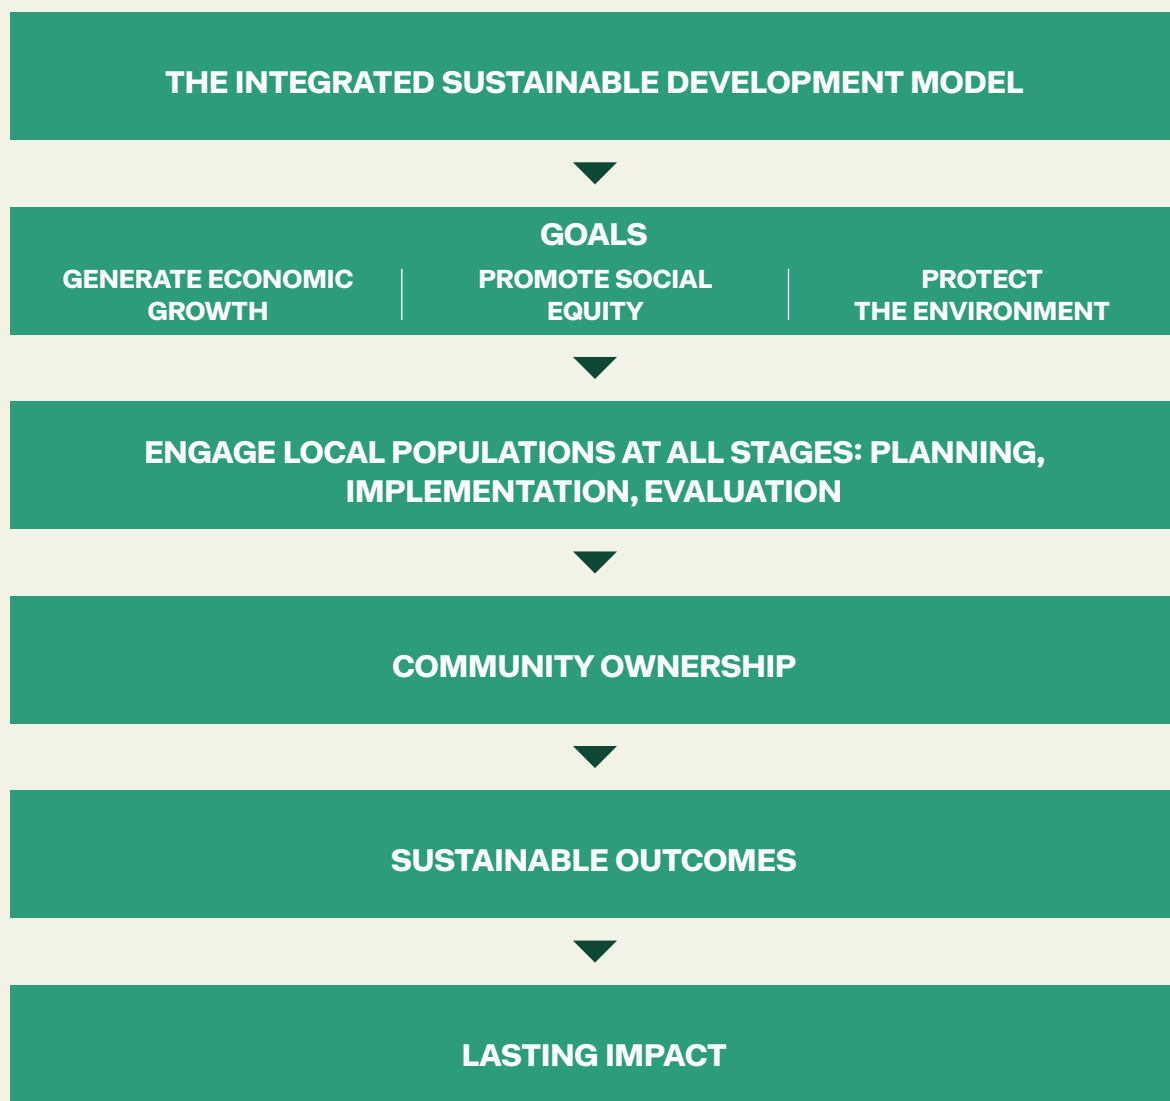 THE INTEGRATED SUSTAINABLE DEVELOPMENT MODEL
GOALS
GENERATE ECONOMIC
GROWTH
PROMOTE SOCIAL
EQUITY
PROTECT
THE ENVIRONMENT
ENGAGE LOCAL POPULATIONS AT ALL STAGES: PLANNING,
IMPLEMENTATION, EVALUATION
COMMUNITY OWNERSHIP
SUSTAINABLE OUTCOMES
LASTING IMPACT